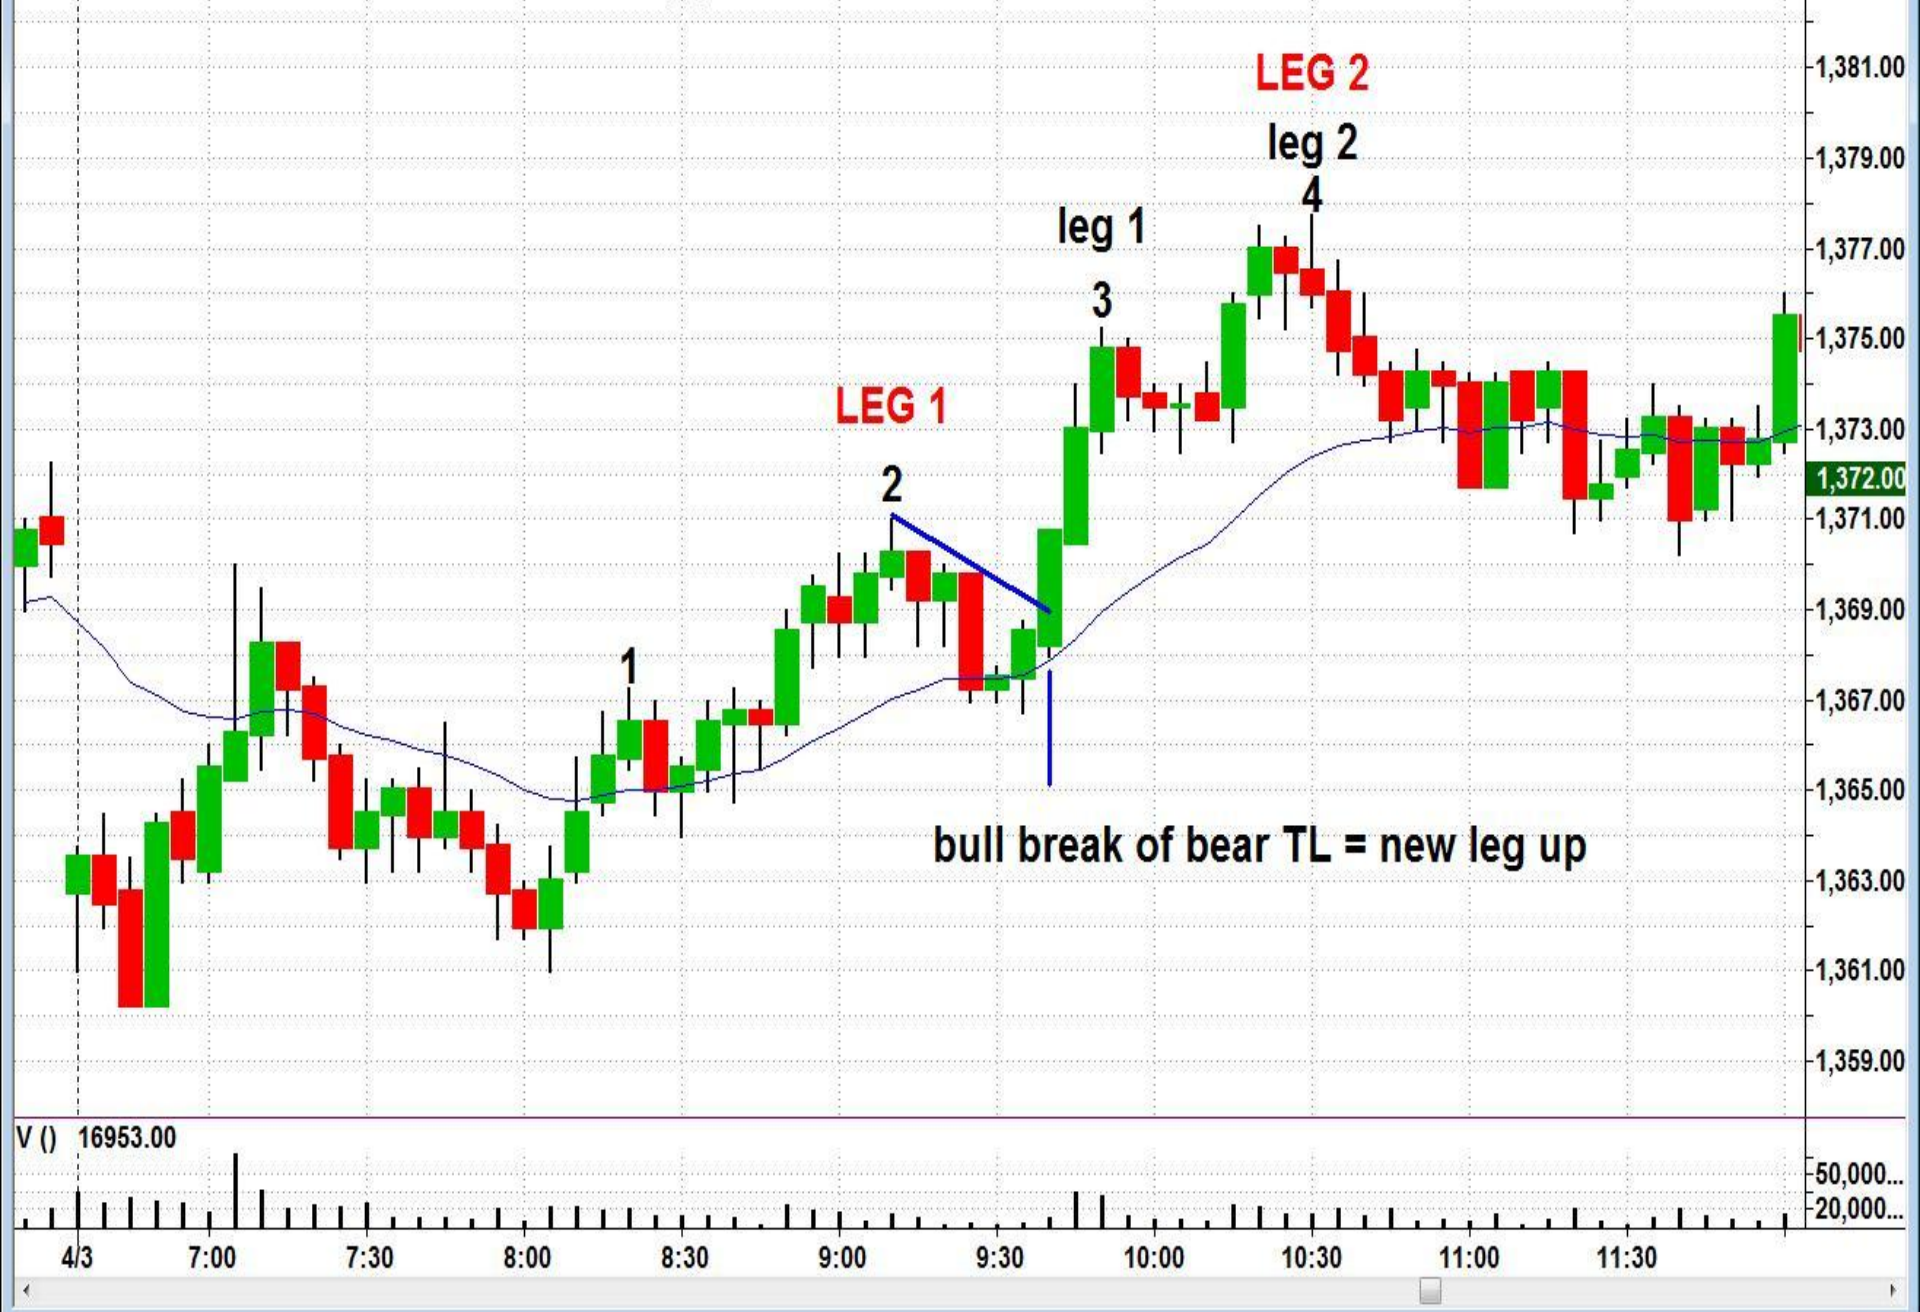 LEG 2
leg 2
4
leg 1
3
LEG 1
2
1
bull break of bear TL = new leg up
1,381.00
1,379.00
1,377.00
1,375.00
1,373.00
1,372.00
1,371.00
1,369.00
1,367.00
1,365.00
1,363.00
1,361.00
1,359.00
V () 16953.00
50,000...
20,000...
4/3 7:00 7:30 8:00 8:30 9:00 9:30 10:00 10:30 11:00 11:30